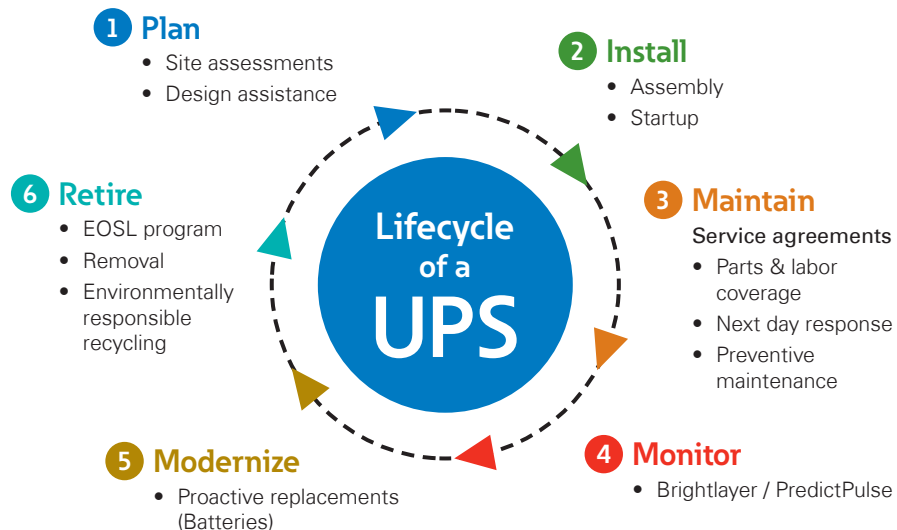 1 Plan
• Site assessments
• Design assistance
2 Install
• Assembly
• Startup
3 Maintain
Service agreements
• Parts & labor
coverage
• Next day response
• Preventive
maintenance
4 Monitor
• Brightlayer / PredictPulse
5 Modernize
• Proactive replacements
(Batteries)
6 Retire
• EOSL program
• Removal
• Environmentally
responsible
recycling
Lifecycle
of a
UPS